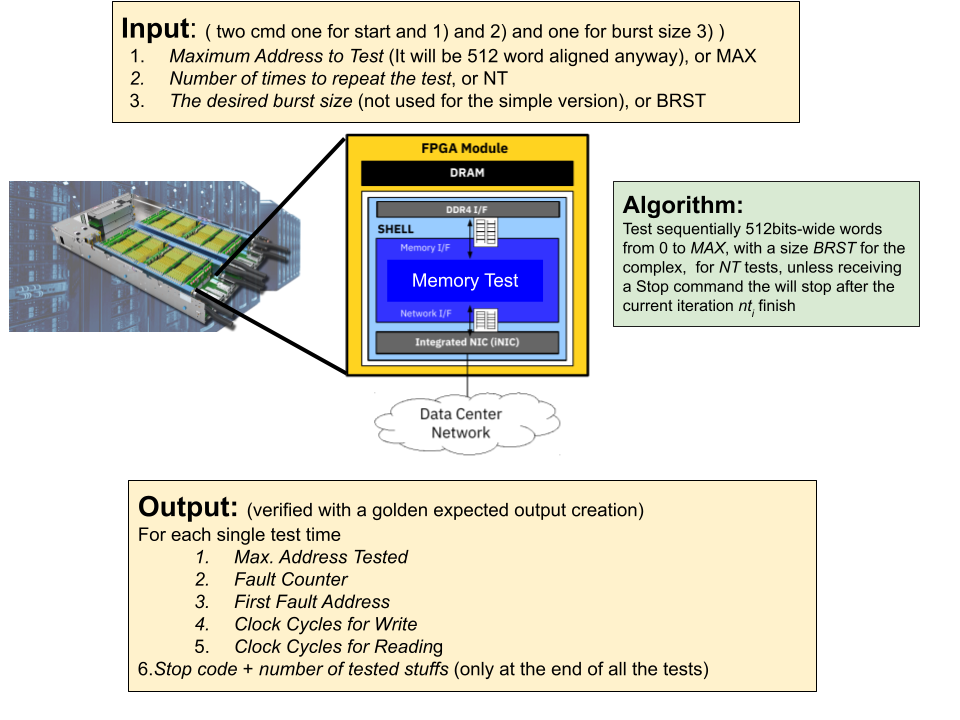 Input: ( two cmd one for start and 1) and 2) and one for burst size 3) )
1. Maximum Address to Test (It will be 512 word aligned anyway), or MAX
2. Number of times to repeat the test, or NT
3. The desired burst size (not used for the simple version), or BRST
FPGA Module
DRAM
DDR4 I/F
SHELL
Memory I/F
Memory Test
Network I/F
Integrated NIC (iNIC)
Data Center
Network
Algorithm:
Test sequentially 512bits-wide words
from 0 to MAX, with a size BRST for the
complex, for NT tests, unless receiving
a Stop command the will stop after the
current iteration nti finish
Output: (verified with a golden expected output creation)
For each single test time
1. Max. Address Tested
2. Fault Counter
3. First Fault Address
4. Clock Cycles for Write
5. Clock Cycles for Reading
6.Stop code + number of tested stuffs (only at the end of all the tests)